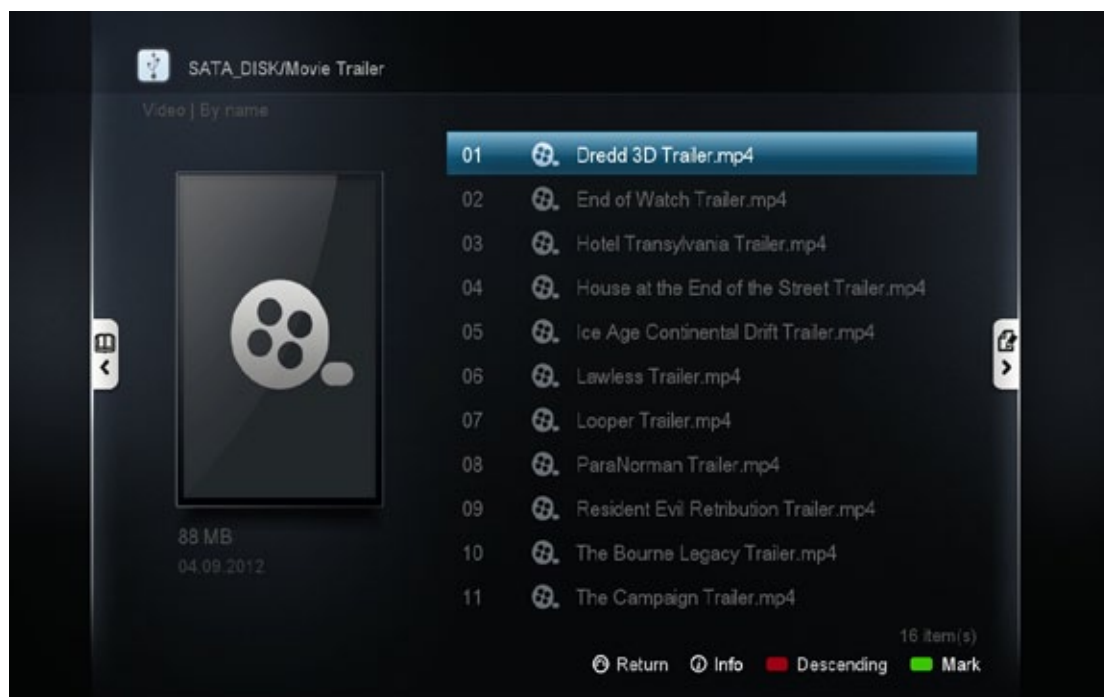 SATA_DISK/Movie Trailer
Video | By name
01 Dredd 3D Trailer.mp4
02 End of Watch Trailer.mp4
03 Hotel Transylvania Trailer.mp4
04 House at the End of the Street Trailer.mp4
05 Ice Age Continental Drift Trailer.mp4
06 Lawless Trailer.mp4
07 Looper Trailer.mp4
08 ParaNorman Trailer.mp4
09 Resident Evil Retribution Trailer.mp4
10 The Bourne Legacy Trailer.mp4
11 The Campaign Trailer.mp4
88 MB
04.09.2012
16 item(s)
Return Info Descending Mark